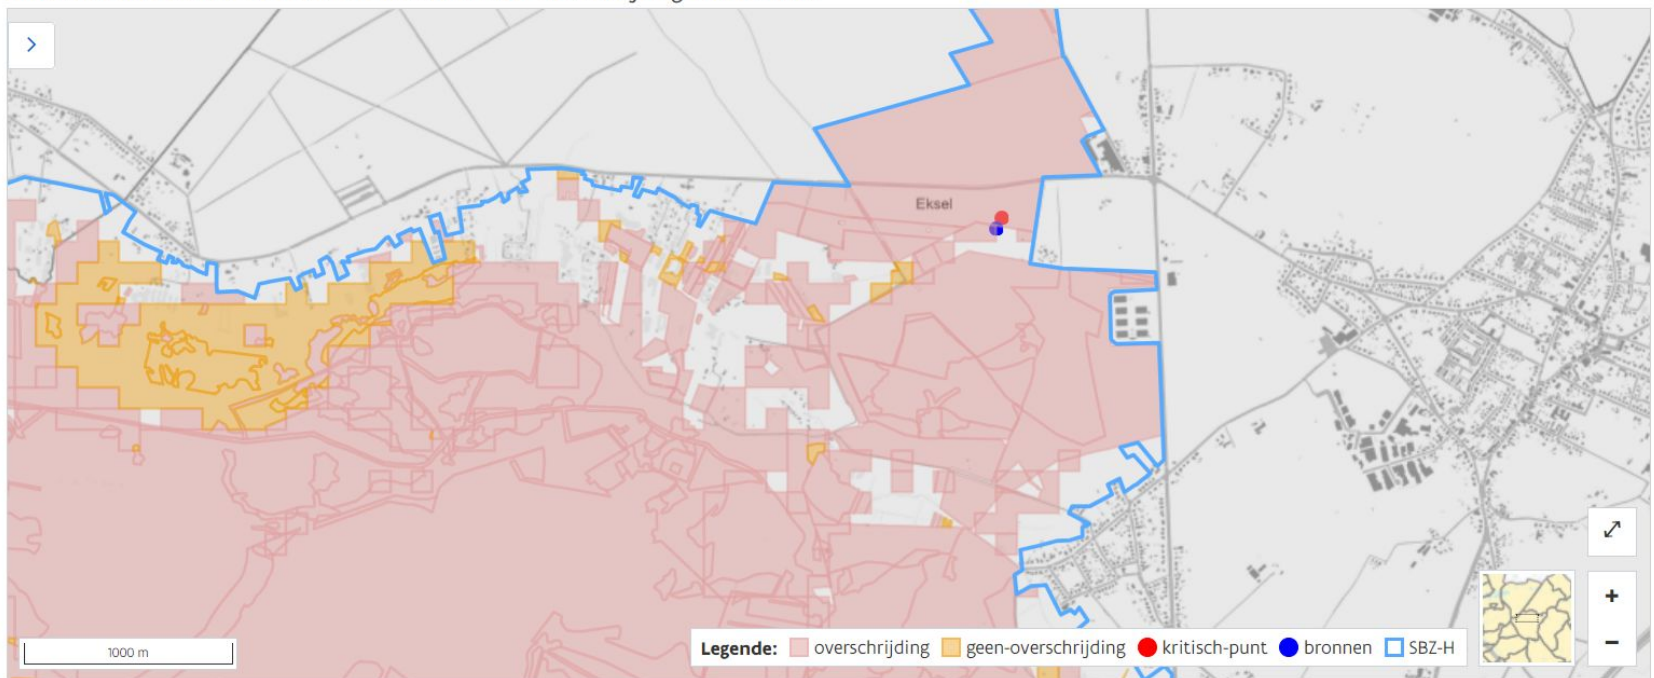 Eksel
1000 m
Legende: overschrijding geen-overschrijding kritisch-punt bronnen SBZ-H
+
−